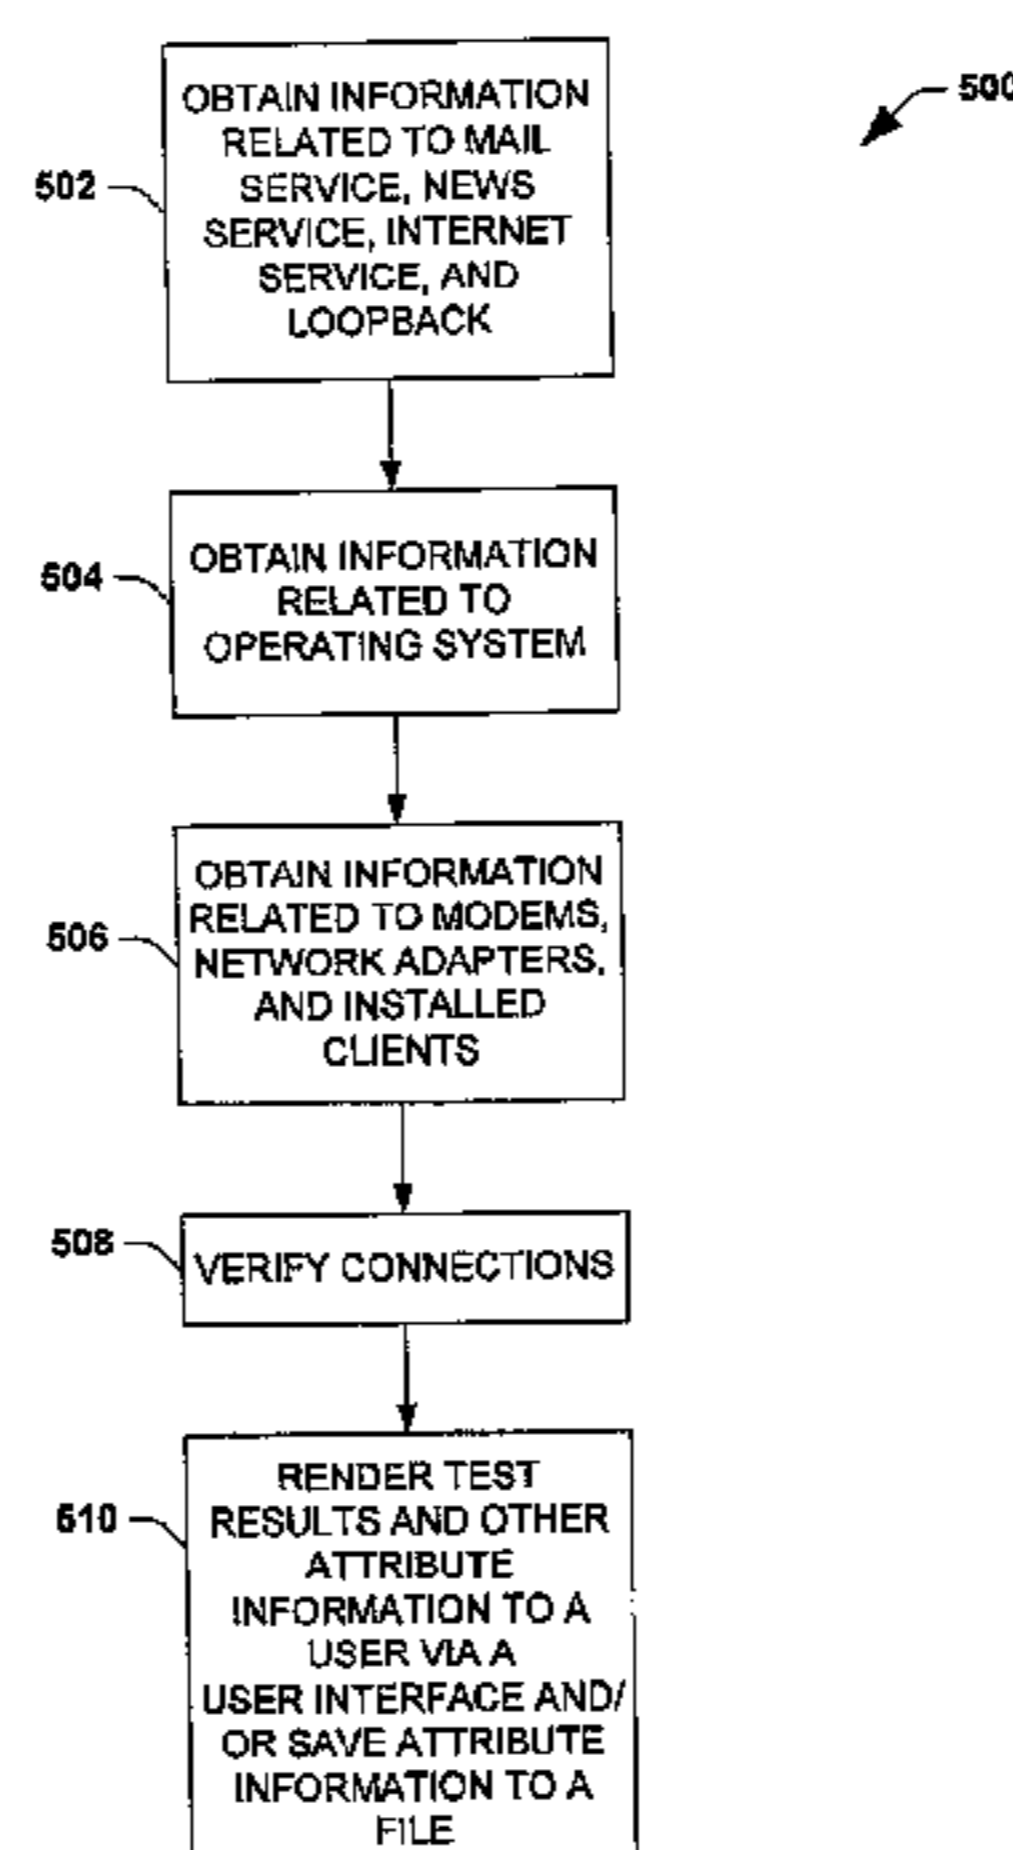 500
502
OBTAIN INFORMATION
RELATED TO MAIL
SERVICE, NEWS
SERVICE, INTERNET
SERVICE, AND
LOOPBACK
504
OBTAIN INFORMATION
RELATED TO
OPERATING SYSTEM
506
OBTAIN INFORMATION
RELATED TO MODEMS,
NETWORK ADAPTERS,
AND INSTALLED
CLIENTS
508
VERIFY CONNECTIONS
510
RENDER TEST
RESULTS AND OTHER
ATTRIBUTE
INFORMATION TO A
USER VIA A
USER INTERFACE AND/
OR SAVE ATTRIBUTE
INFORMATION TO A
FILE